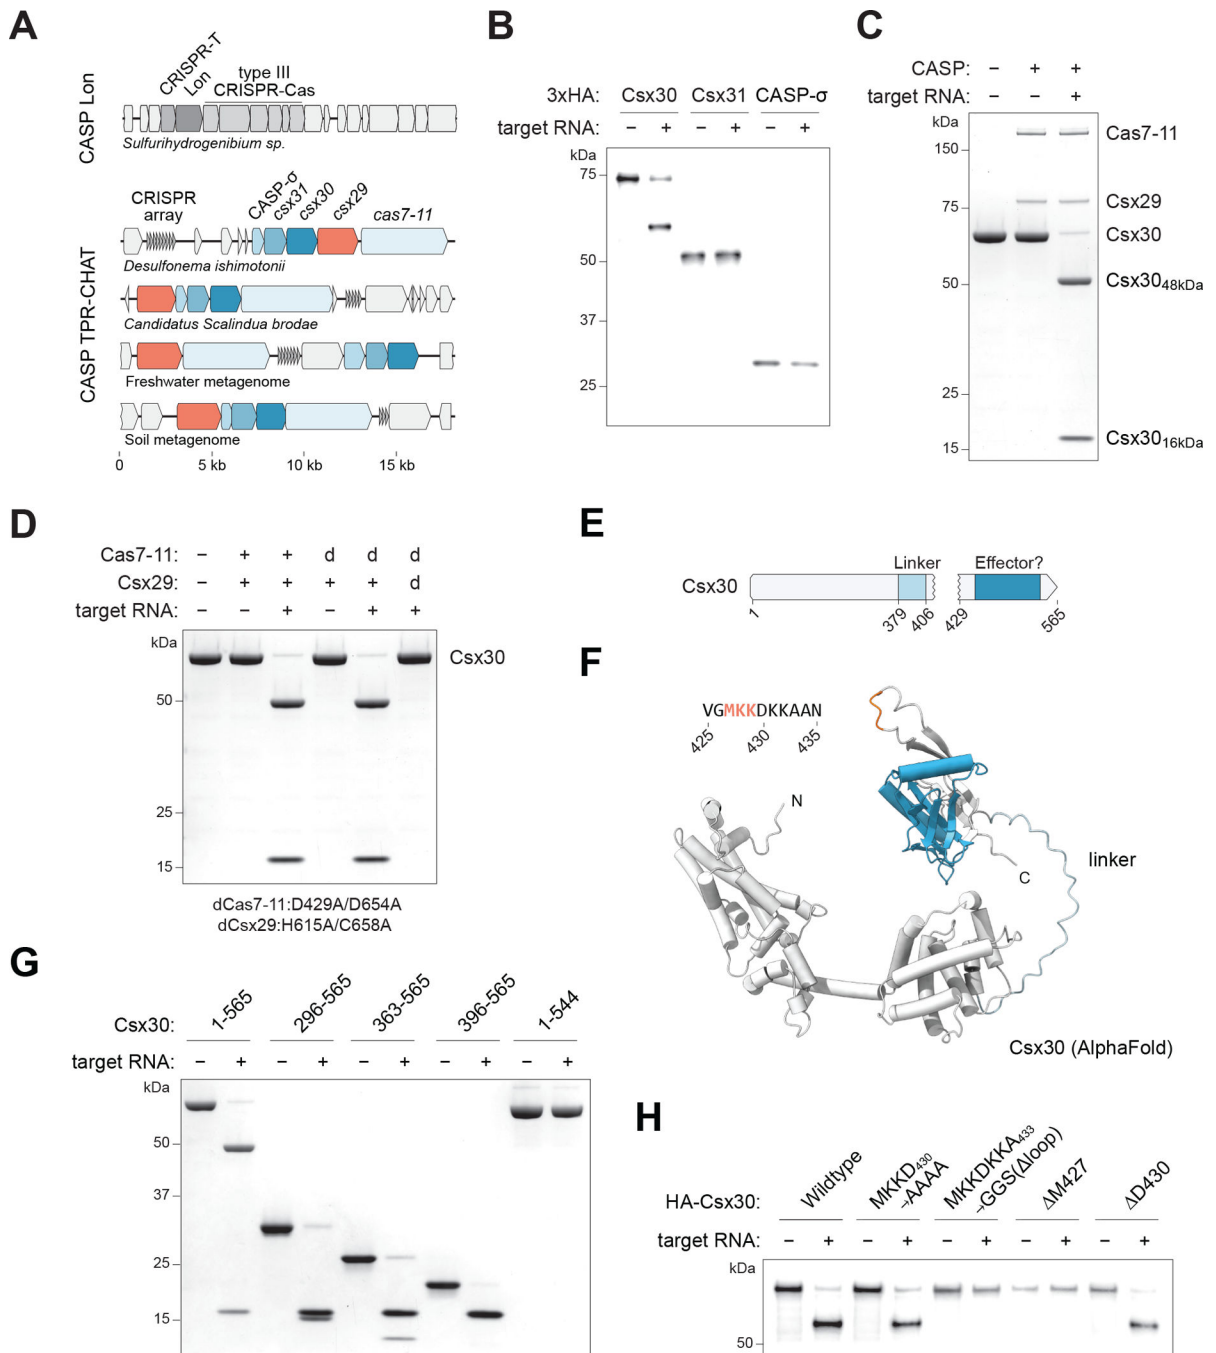 A
CASP Lon
CRISPR-T
Lon
type III
CRISPR-Cas
Sulfurihydrogenibium sp.
CASP TPR-CHAT
CRISPR
array
CASP-σ
csx31
csx30
csx29
cas7-11
Desulfonema ishimotonii
Candidatus Scalindua brodae
Freshwater metagenome
Soil metagenome
0 5 kb 10 kb 15 kb
B
3xHA: Csx30 Csx31 CASP-σ
target RNA: – + – + – +
kDa
75
50
37
25
C
CASP: – + +
target RNA: – – +
kDa
150
75
50
25
15
Cas7-11
Csx29
Csx30
Csx30 48kDa
Csx30 16kDa
D
Cas7-11: – + + d d d
Csx29: – + + + + d
target RNA: – – + – + +
kDa
50
25
15
Csx30
dCas7-11:D429A/D654A
dCsx29:H615A/C658A
E
Linker Effector?
Csx30
1 379 406 429 565
F
VGMKKDKKAAN
425 430 435
N
C
linker
Csx30 (AlphaFold)
G
Csx30: 1-565 296-565 363-565 396-565 1-544
target RNA: – + – + – + – + – +
kDa
50
37
25
15
H
HA-Csx30: Wildtype MKKD430→AAAA MKKDKKA433→GGS(Δloop) ΔM427 ΔD430
target RNA: – + – + – + – + – +
kDa
50